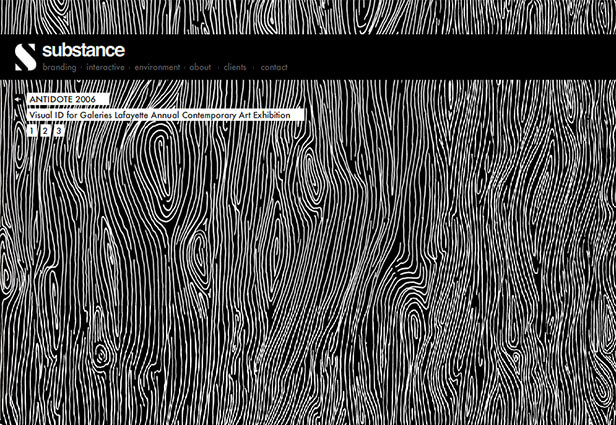 substance
branding · interactive · environment · about · clients · contact
ANTIDOTE 2006
Visual ID for Galeries Lafayette Annual Contemporary Art Exhibition
1 2 3